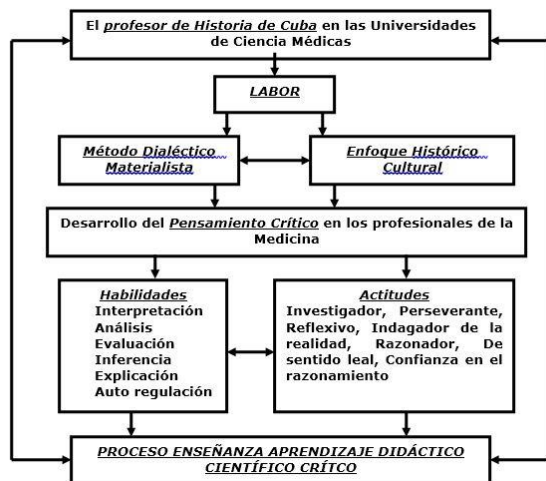 El profesor de Historia de Cuba en las Universidades
de Ciencia Médicas
LABOR
Método Dialéctico
Materialista
Enfoque Histórico
Cultural
Desarrollo del Pensamiento Crítico en los profesionales de la
Medicina
Habilidades
Interpretación
Análisis
Evaluación
Inferencia
Explicación
Auto regulación
Actitudes
Investigador, Perseverante,
Reflexivo, Indagador de la
realidad, Razonador, De
sentido leal, Confianza en el
razonamiento
PROCESO ENSEÑANZA APRENDIZAJE DIDÁCTICO
CIENTÍFICO CRÍTCO